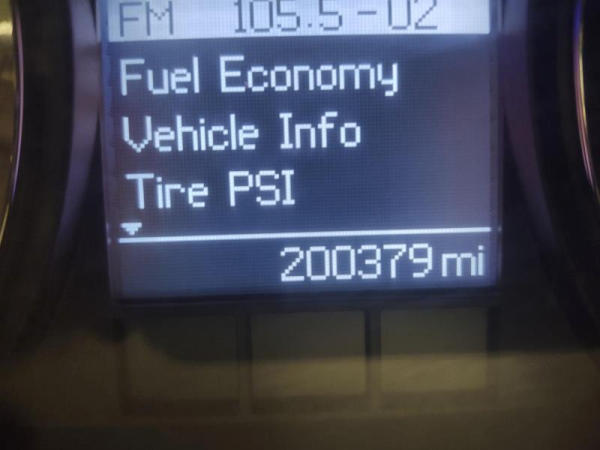 FM 105.5-02
Fuel Economy
Vehicle Info
Tire PSI
200379 mi